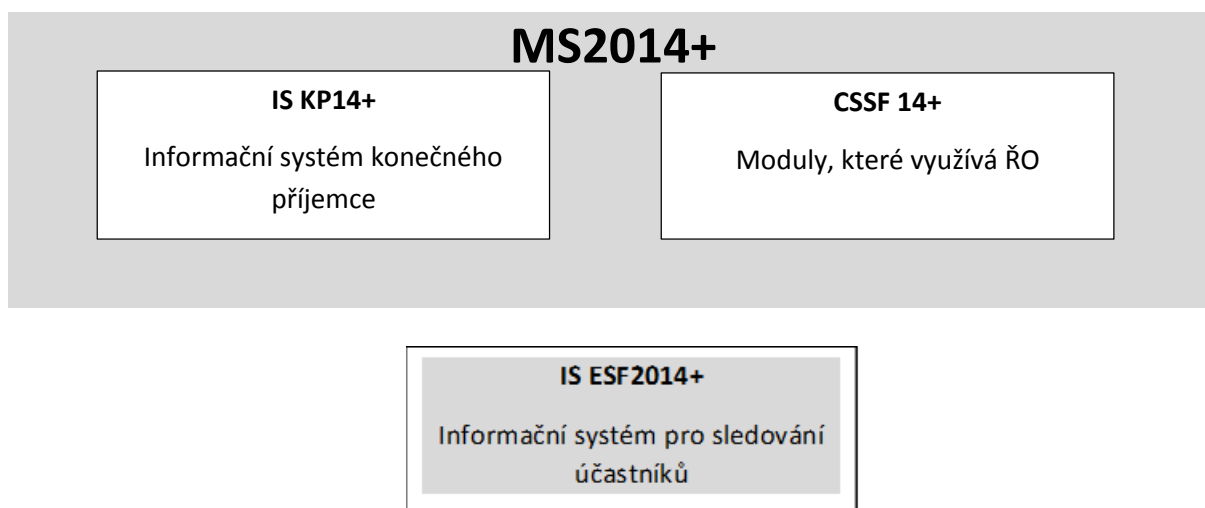 MS2014+
IS KP14+
Informační systém konečného
příjemce
CSSF 14+
Moduly, které využívá ŘO
IS ESF2014+
Informační systém pro sledování
účastníků